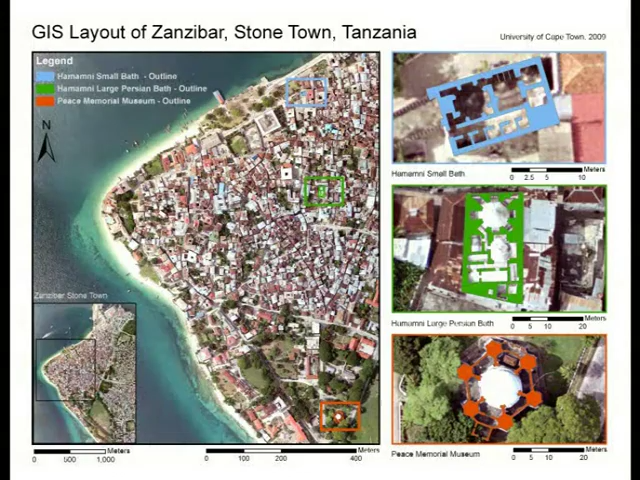 GIS Layout of Zanzibar, Stone Town, Tanzania
University of Cape Town. 2009
Legend
Hamamni Small Bath - Outline
Hamamni Large Persian Bath - Outline
Peace Memorial Museum - Outline
N
Zanzibar Stone Town
Meters
0 500 1,000
Meters
0 100 200 400
Hamamni Small Bath
Meters
0 2.5 5 10
Hamamni Large Persian Bath
Meters
0 5 10 20
Peace Memorial Museum
Meters
0 5 10 20